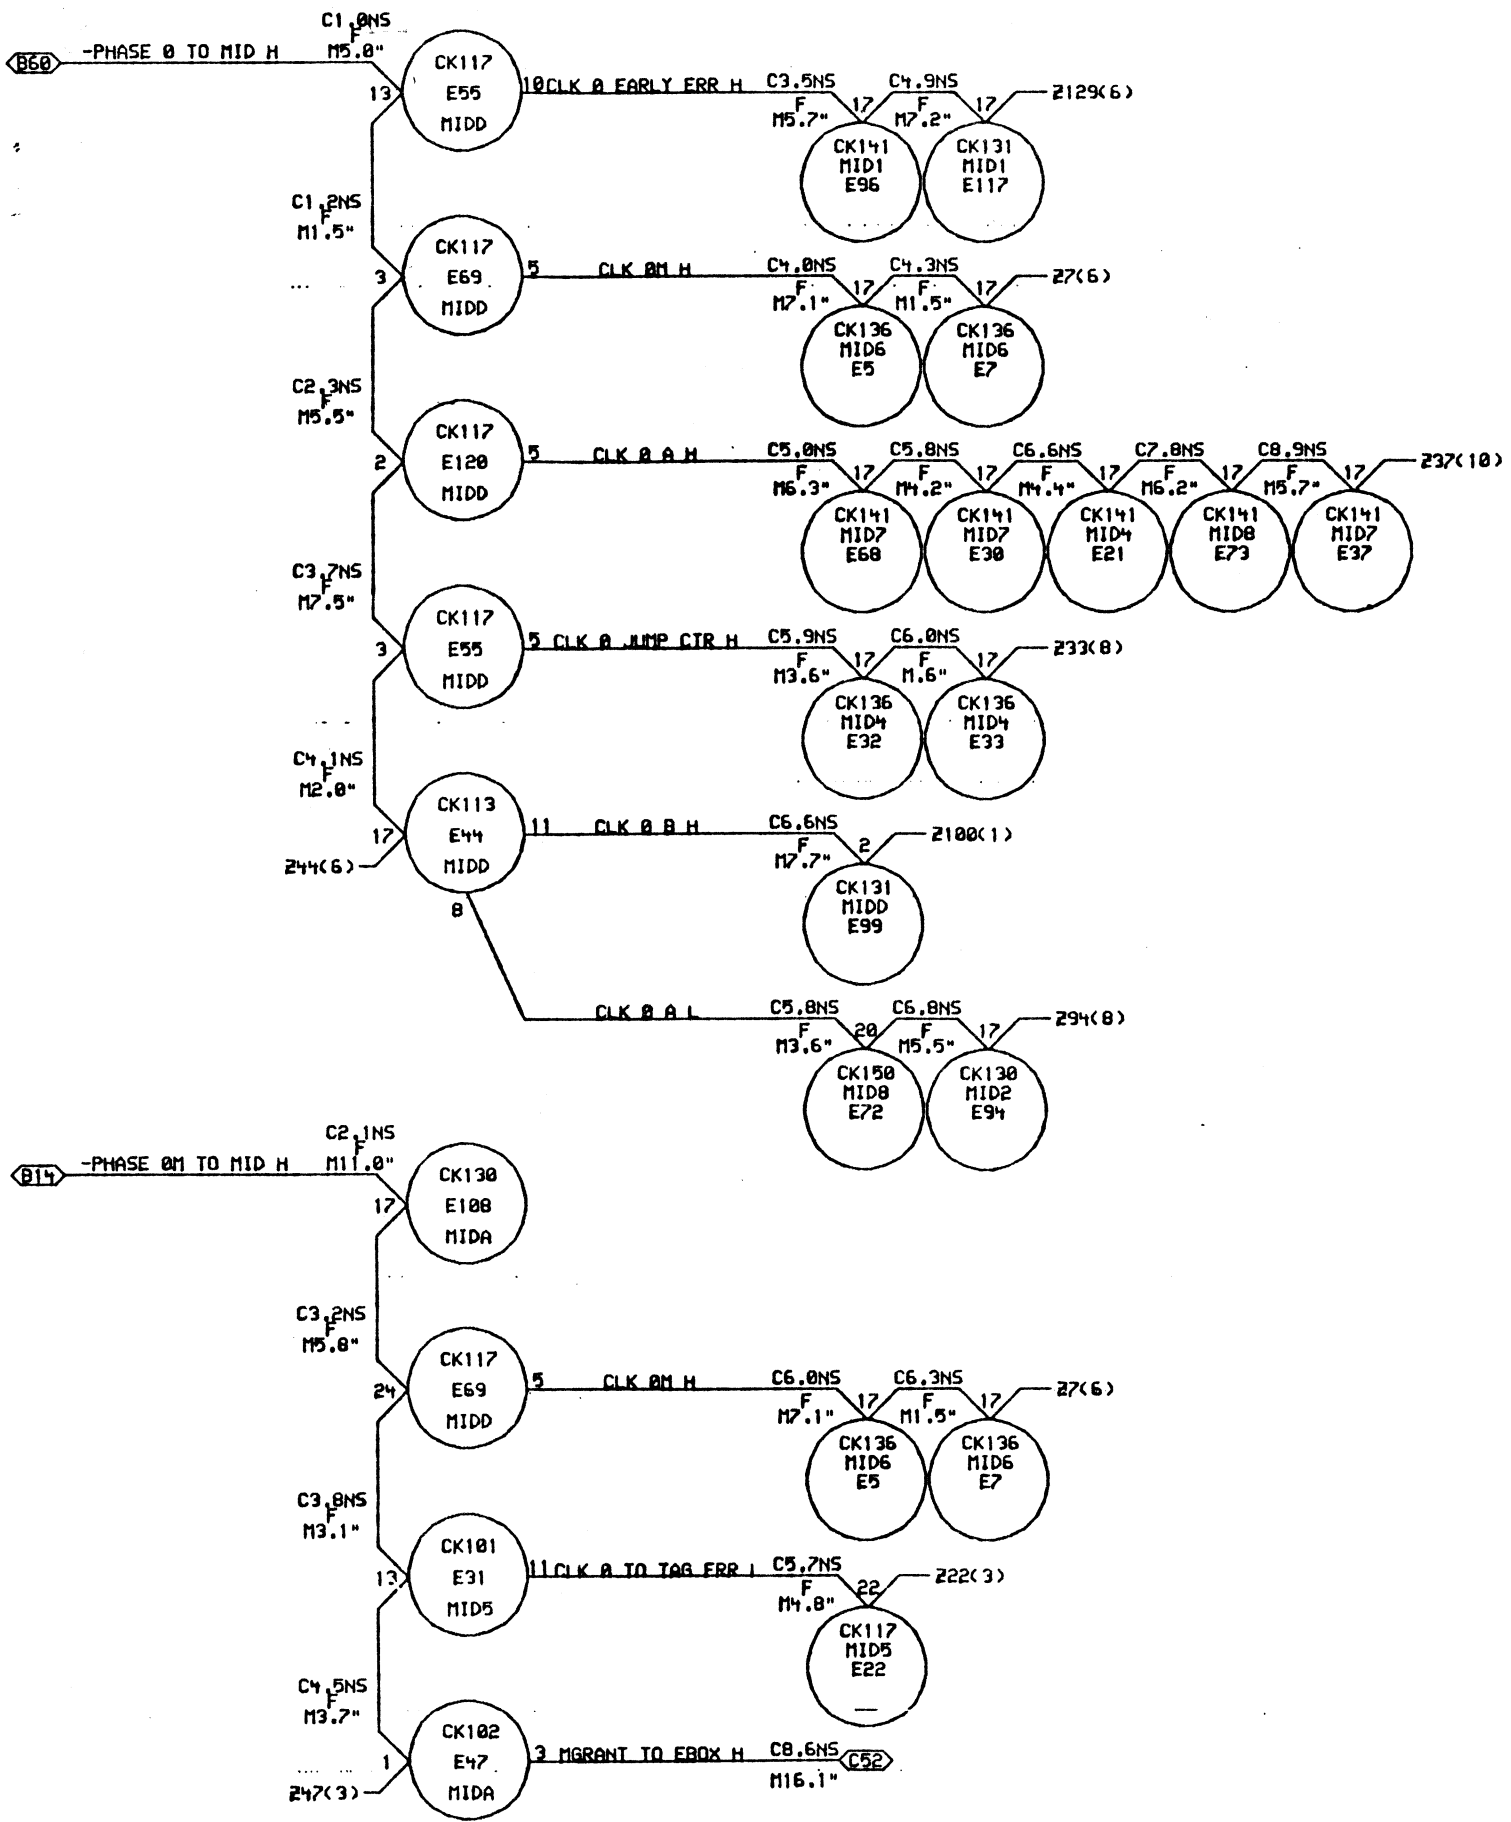 C1.0NS
F
B60 -PHASE 0 TO MID H M5.0"
13
CK117
E55
MIDD
10 CLK 0 EARLY ERR H C3.5NS C4.9NS Z129(6)
F 17 F 17
M5.7" M7.2"
CK141 CK131
MID1 MID1
E96 E117
C1.2NS
F
M1.5"
3
CK117
E69
MIDD
5 CLK 0M H C4.0NS C4.3NS Z7(6)
F 17 F 17
M7.1" M1.5"
CK136 CK136
MID6 MID6
E5 E7
C2.3NS
F
M5.5"
2
CK117
E120
MIDD
5 CLK 0 A H C5.0NS C5.8NS C6.6NS C7.8NS C8.9NS Z37(10)
F 17 F 17 F 17 F 17 F 17
M6.3" M4.2" M4.4" M6.2" M5.7"
CK141 CK141 CK141 CK141 CK141
MID7 MID7 MID4 MID8 MID7
E68 E30 E21 E73 E37
C3.7NS
F
M7.5"
3
CK117
E55
MIDD
5 CLK 0 JUMP CTR H C5.9NS C6.0NS Z33(8)
F 17 F 17
M3.6" M.6"
CK136 CK136
MID4 MID4
E32 E33
C4.1NS
F
M2.0"
17
Z44(6)
CK113
E44
MIDD
11 CLK 0 B H C6.6NS Z100(1)
F 2
M7.7"
CK131
MIDD
E99
8
CLK 0 A L C5.8NS C6.8NS Z94(8)
F 20 F 17
M3.6" M5.5"
CK150 CK130
MID8 MID2
E72 E94
C2.1NS
F
B14 -PHASE 0M TO MID H M11.0"
17
CK130
E108
MIDA
C3.2NS
F
M5.8"
24
CK117
E69
MIDD
5 CLK 0M H C6.0NS C6.3NS Z7(6)
F 17 F 17
M7.1" M1.5"
CK136 CK136
MID6 MID6
E5 E7
C3.8NS
F
M3.1"
13
CK101
E31
MID5
11 CLK 0 TO TAG ERR L C5.7NS Z22(3)
F 22
M4.8"
CK117
MID5
E22
C4.5NS
F
M3.7"
1
Z47(3)
CK102
E47
MIDA
3 MGRANT TO EBOX H C8.6NS C52
M16.1"